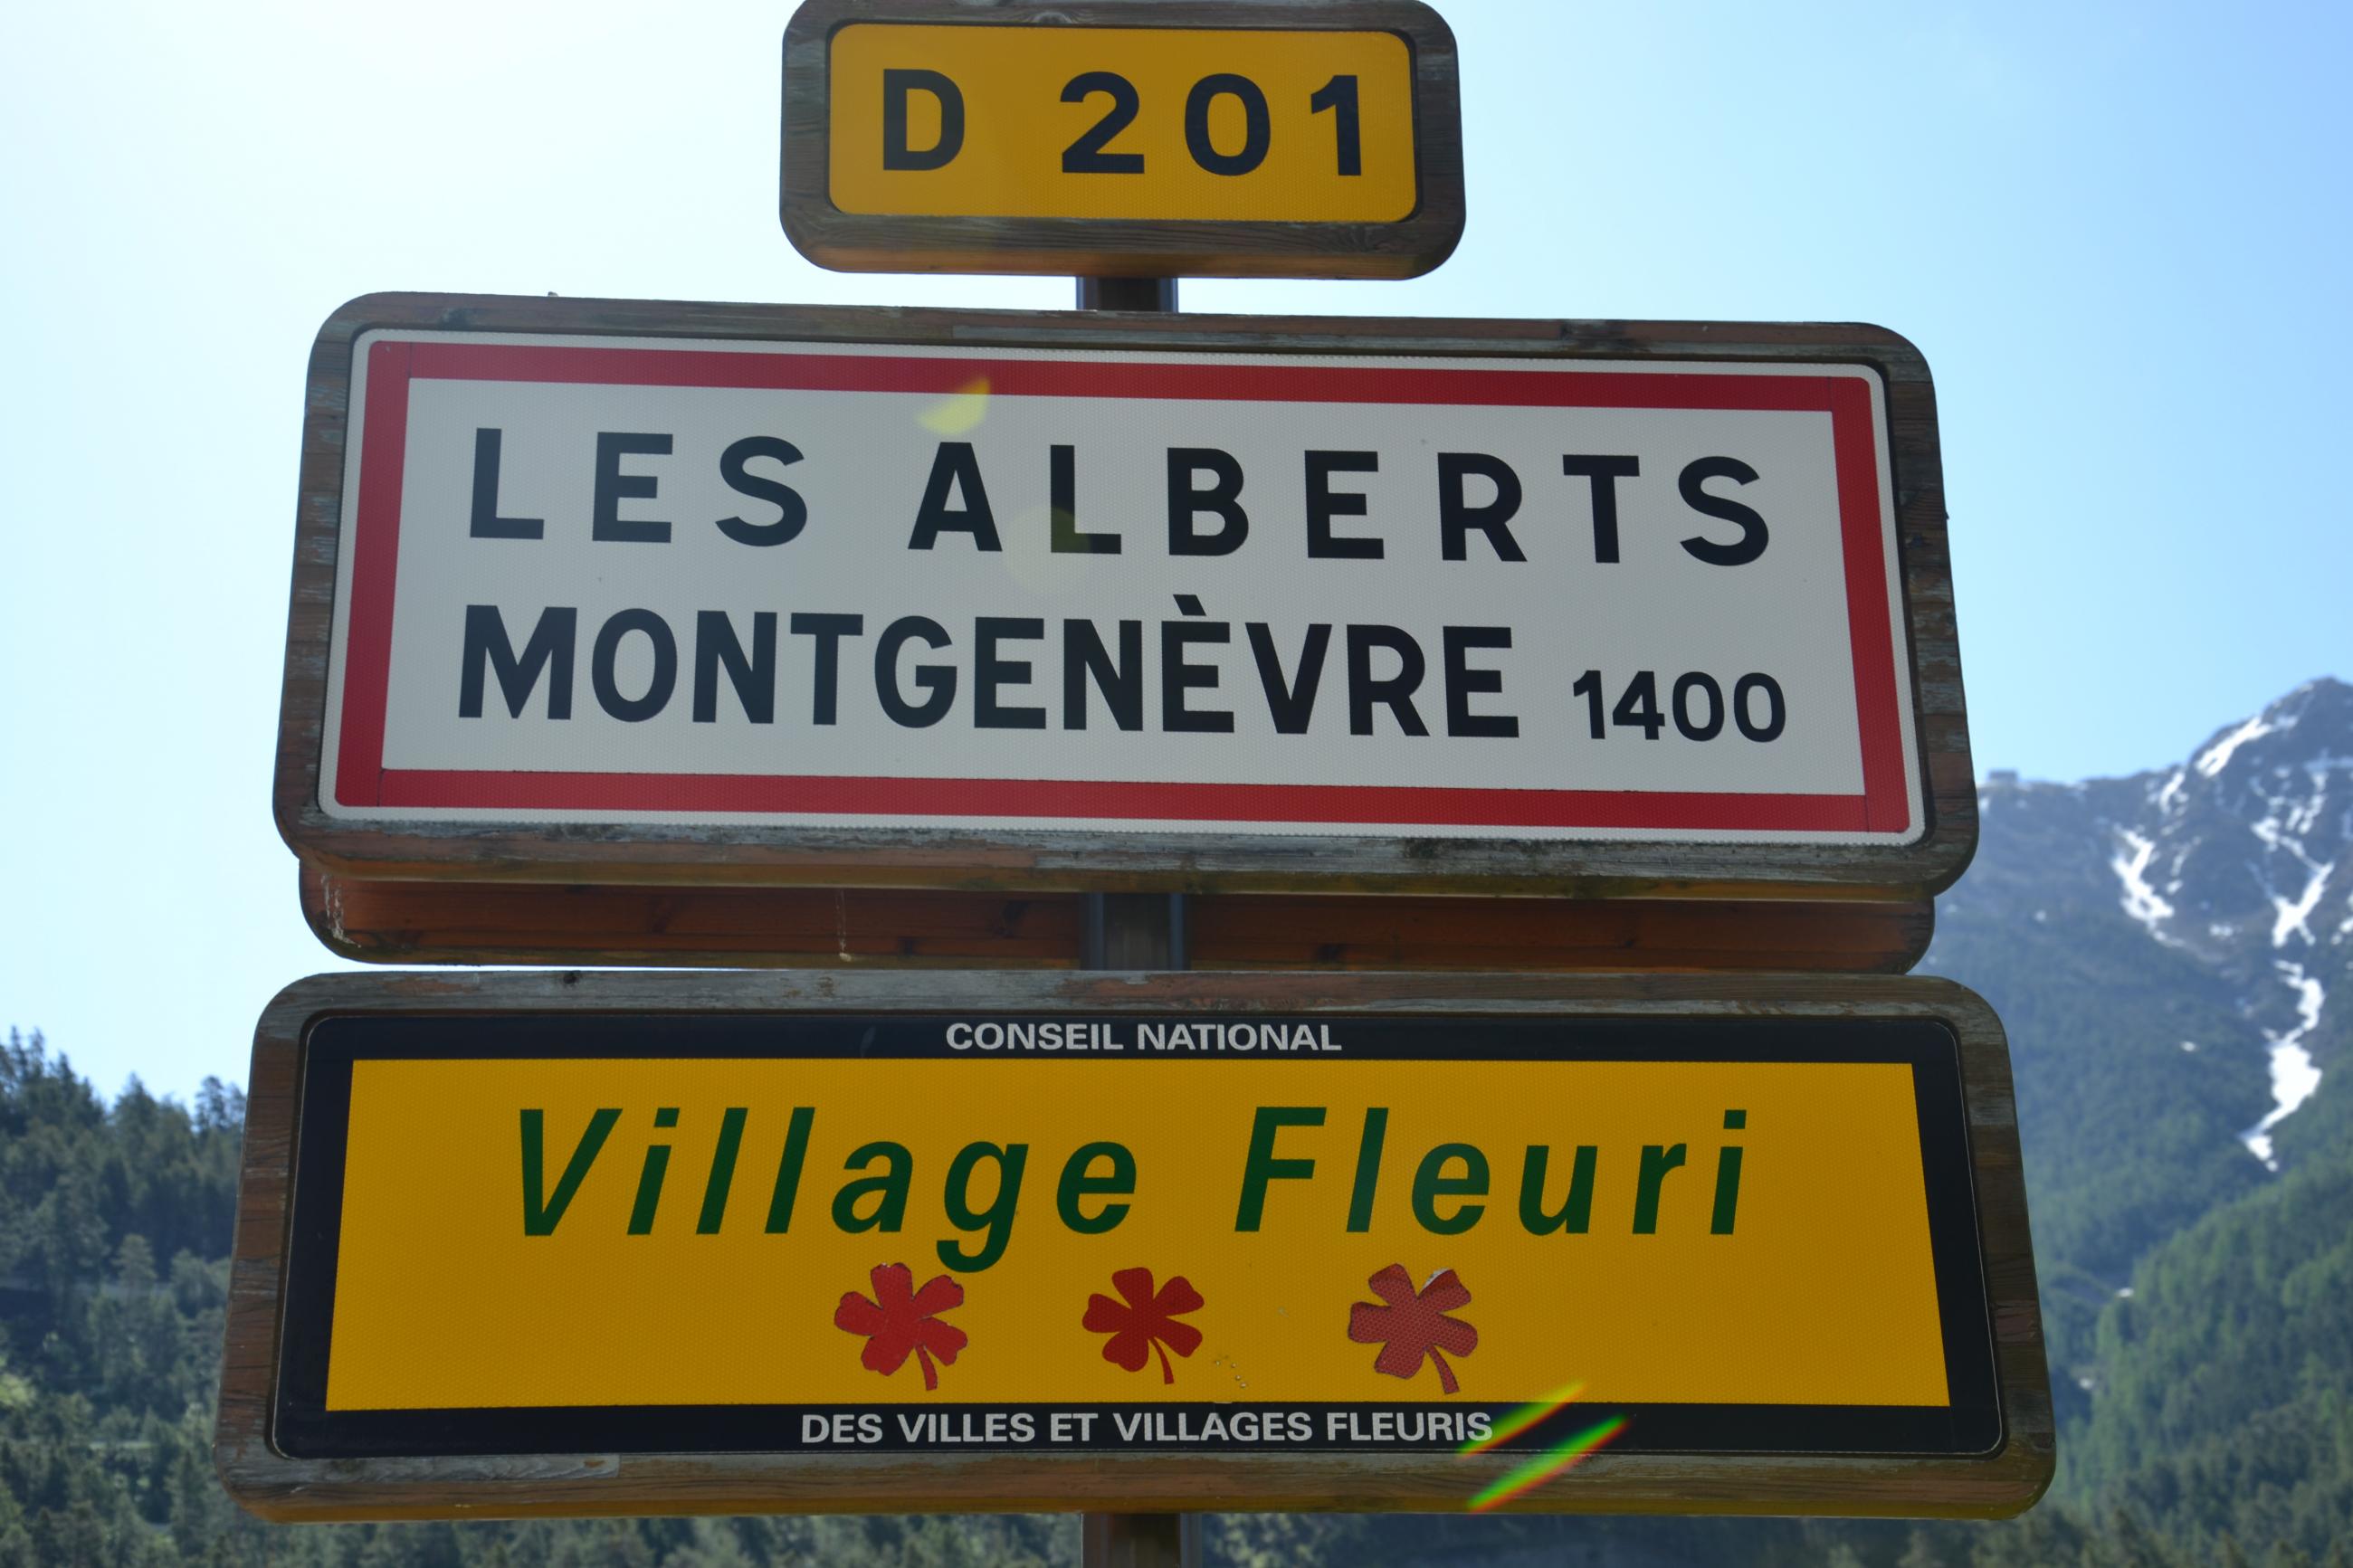 D 201
LES ALBERTS
MONTGENÈVRE 1400
CONSEIL NATIONAL
Village Fleuri
DES VILLES ET VILLAGES FLEURIS